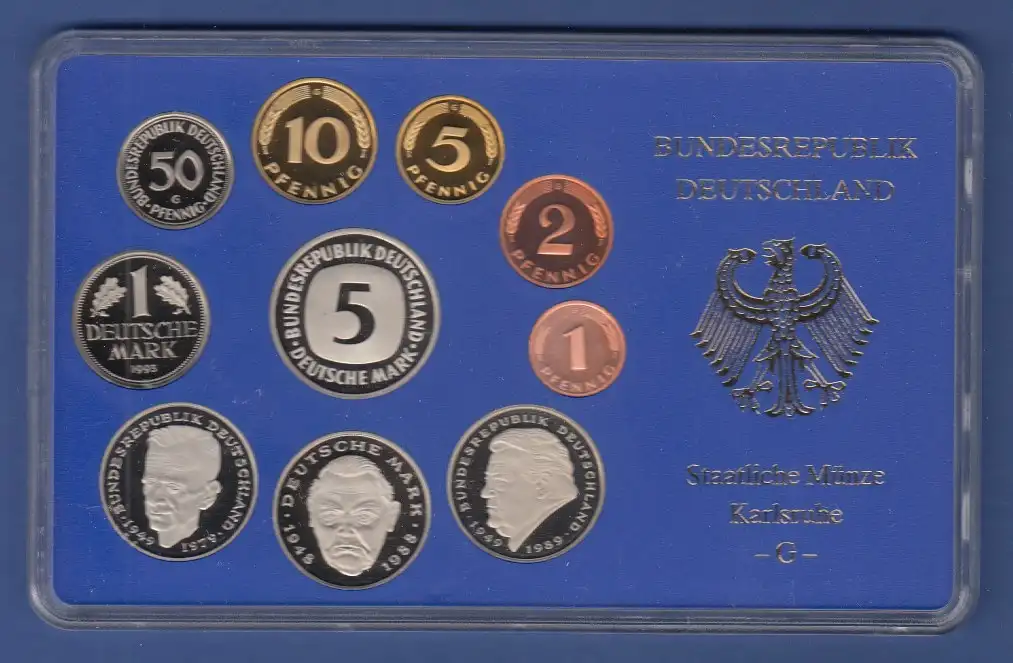 BUNDESREPUBLIK DEUTSCHLAND
50
G
PFENNIG
G
10
PFENNIG
G
5
PFENNIG
BUNDESREPUBLIK
DEUTSCHLAND
2
PFENNIG
1
DEUTSCHE
MARK
1993
BUNDESREPUBLIK DEUTSCHLAND
5
DEUTSCHE MARK
1
PFENNIG
BUNDESREPUBLIK DEUTSCHLAND
1949 1979
DEUTSCHE MARK
1948 1988
BUNDESREPUBLIK DEUTSCHLAND
1949 1989
Staatliche Münze
Karlsruhe
– G –